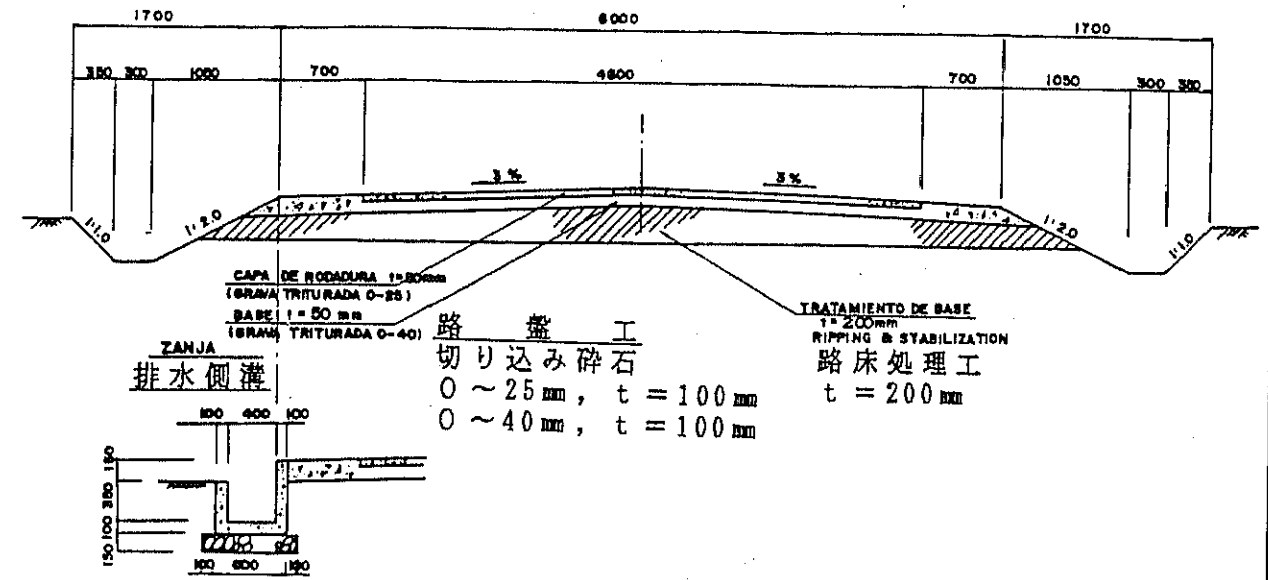 1700 6000 1700
350 300 1050 700 4600 700 1050 300 350
3% 3%
1:1.0 1:2.0 1:2.0 1:1.0
CAPA DE RODADURA
(GRAVA TRITURADA 0-25)
BASE t=50 mm
(GRAVA TRITURADA 0-40)
TRATAMIENTO DE BASE
t=200mm
RIPPING & STABILIZATION
路床処理工
t=200mm
路盤工
切り込み砕石
0～25mm, t=100mm
0～40mm, t=100mm
ZANJA
排水側溝
100 400 100
150
350
100
150
100 600 100